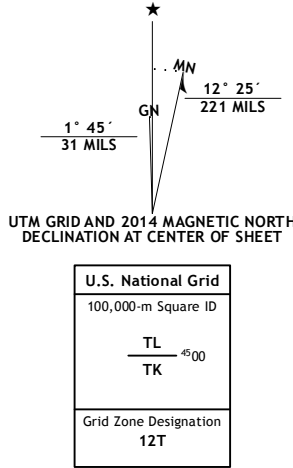 ★
MN
GN
12° 25´
221 MILS
1° 45´
31 MILS
UTM GRID AND 2014 MAGNETIC NORTH
DECLINATION AT CENTER OF SHEET
U.S. National Grid
100,000-m Square ID
TL
4500
TK
Grid Zone Designation
12T